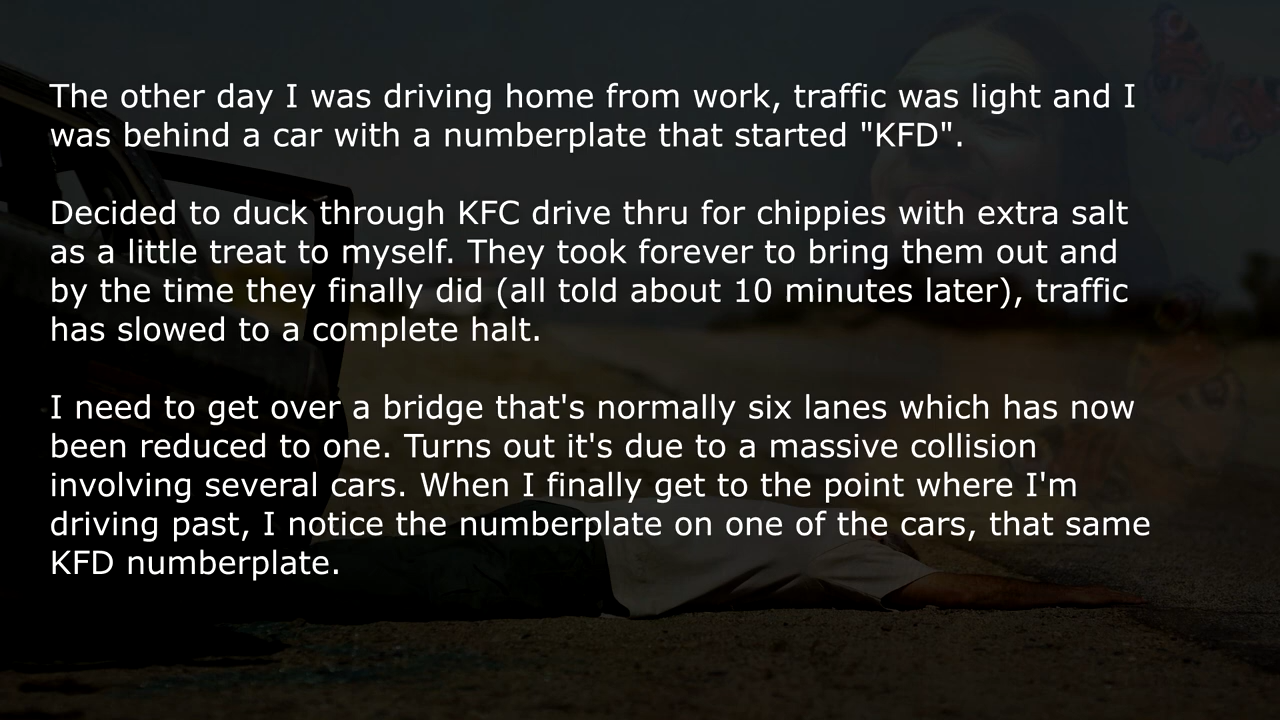 The other day I was driving home from work, traffic was light and I
was behind a car with a numberplate that started "KFD".
Decided to duck through KFC drive thru for chippies with extra salt
as a little treat to myself. They took forever to bring them out and
by the time they finally did (all told about 10 minutes later), traffic
has slowed to a complete halt.
I need to get over a bridge that's normally six lanes which has now
been reduced to one. Turns out it's due to a massive collision
involving several cars. When I finally get to the point where I'm
driving past, I notice the numberplate on one of the cars, that same
KFD numberplate.